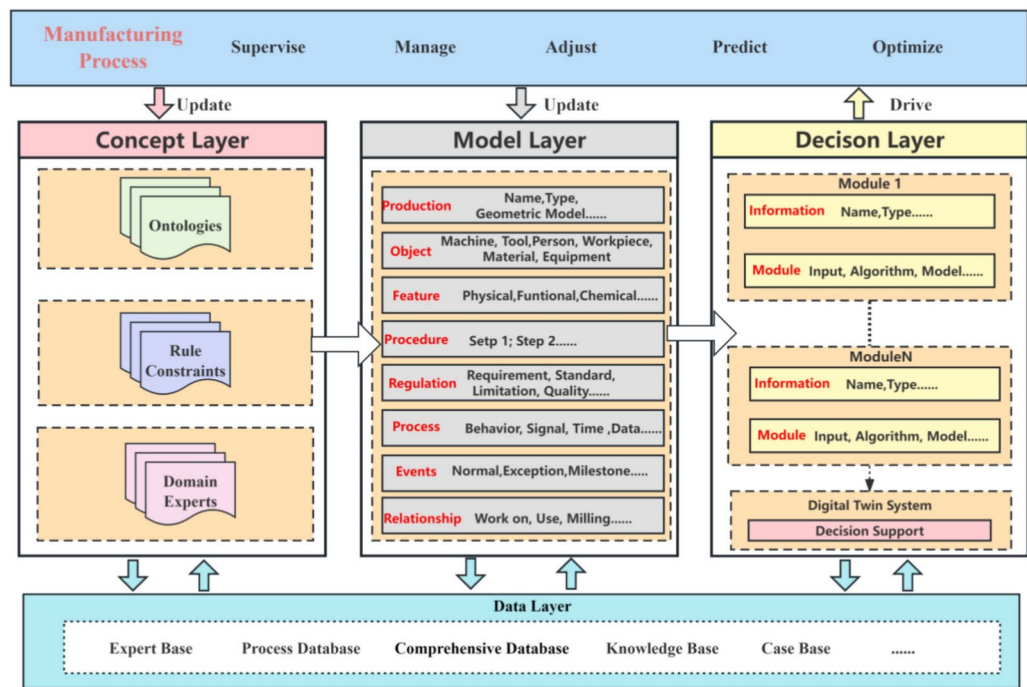 Manufacturing
Process
Supervise
Manage
Adjust
Predict
Optimize
Update
Update
Drive
Concept Layer
Ontologies
Rule
Constraints
Domain
Experts
Model Layer
Production
Name,Type,
Geometric Model......
Object
Machine, Tool,Person, Workpiece,
Material, Equipment
Feature
Physical,Funtional,Chemical......
Procedure
Setp 1; Step 2......
Regulation
Requirement, Standard,
Limitation, Quality......
Process
Behavior, Signal, Time ,Data......
Events
Normal,Exception,Milestone.....
Relationship
Work on, Use, Milling......
Decison Layer
Module 1
Information
Name,Type......
Module
Input, Algorithm, Model......
ModuleN
Information
Name,Type......
Module
Input, Algorithm, Model......
Digital Twin System
Decision Support
Data Layer
Expert Base
Process Database
Comprehensive Database
Knowledge Base
Case Base
......